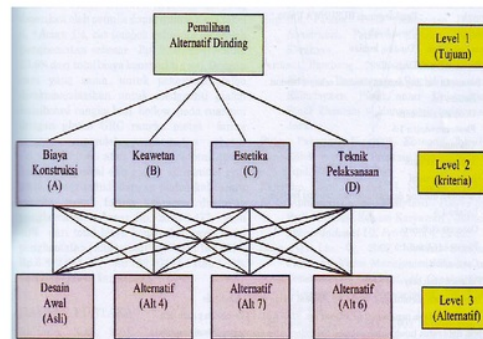 Pemilihan
Alternatif Dinding
Level 1
(Tujuan)
Biaya
Konstruksi
(A)
Keawetan
(B)
Estetika
(C)
Teknik
Pelaksanaan
(D)
Level 2
(kriteria)
Desain
Awal
(Asli)
Alternatif
(Alt 4)
Alternatif
(Alt 7)
Alternatif
(Alt 6)
Level 3
(Alternatif)